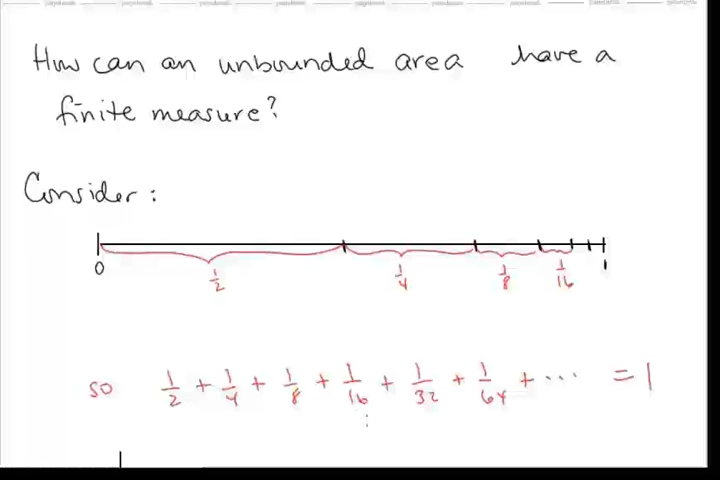 How can an unbounded area have a
finite measure?
Consider:
0 1
1/2 1/4 1/8 1/16
so 1/2 + 1/4 + 1/8 + 1/16 + 1/32 + 1/64 + ... = 1